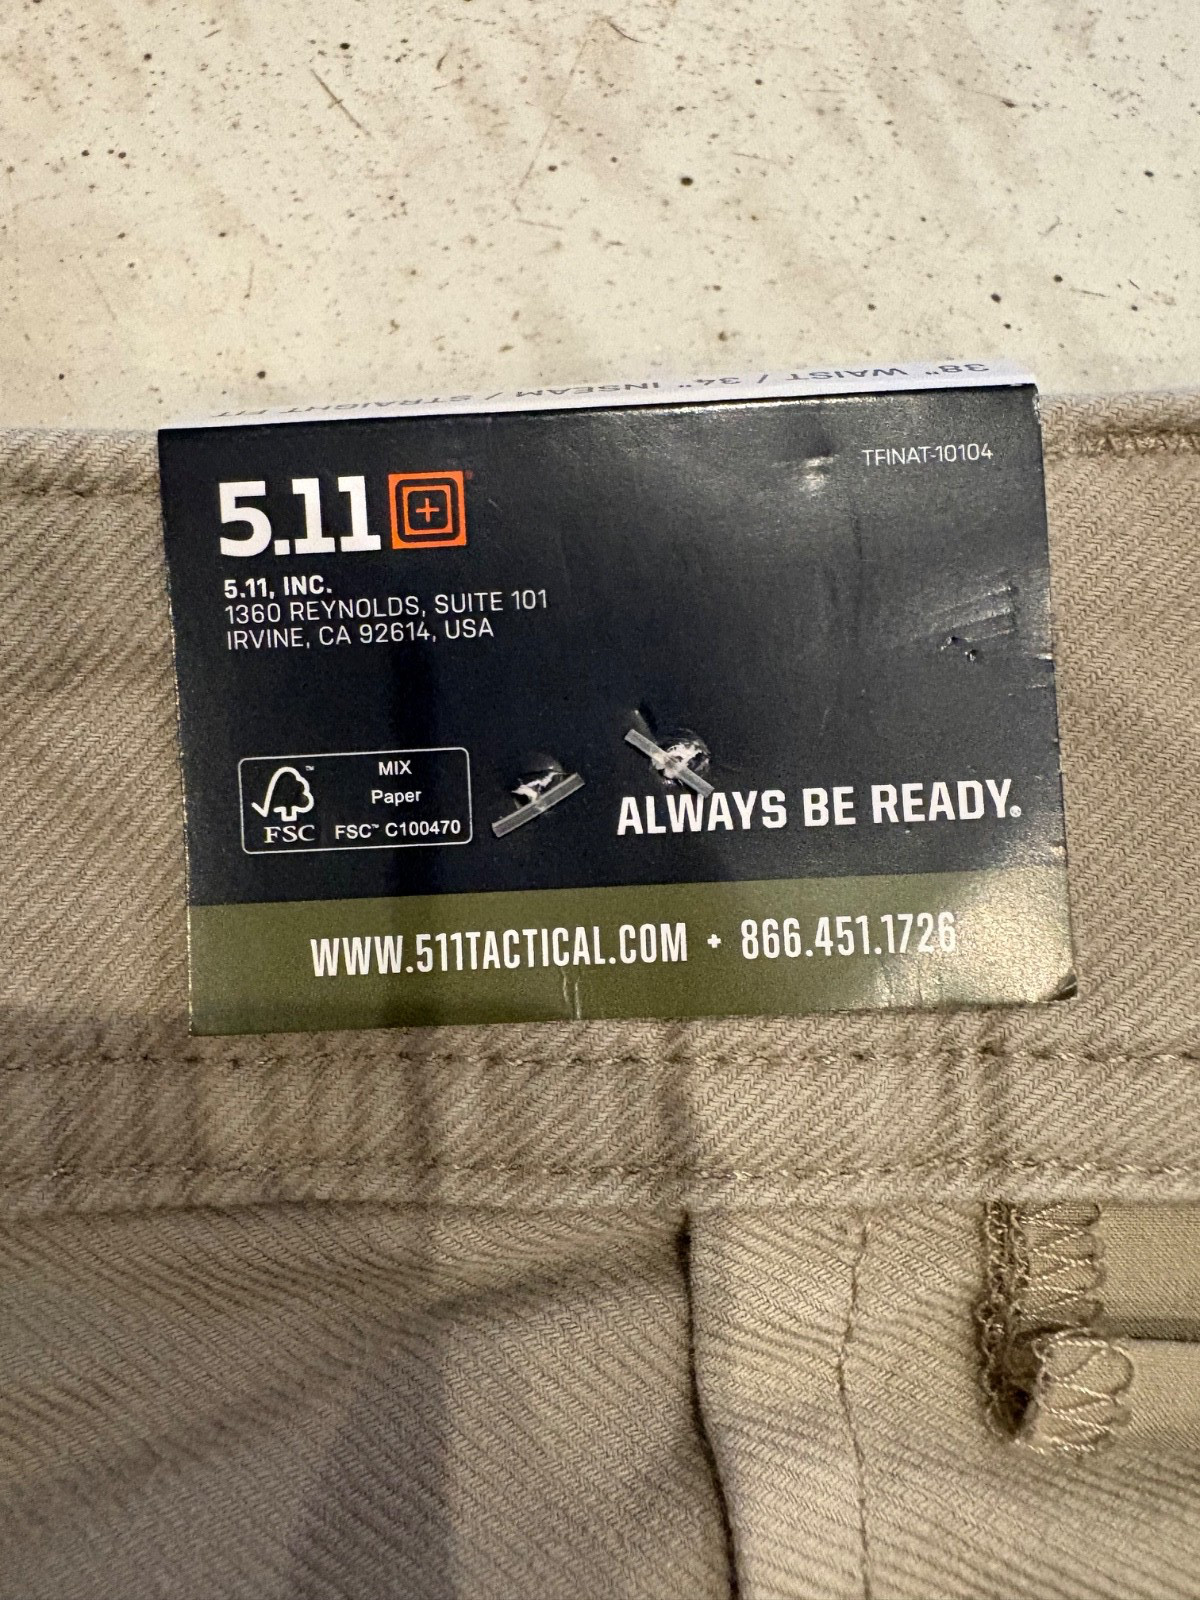 38" WAIST / 34" INSEAM / STRAIGHT FIT
TFINAT-10104
5.11®
5.11, INC.
1360 REYNOLDS, SUITE 101
IRVINE, CA 92614, USA
FSC™
MIX
Paper
FSC™ C100470
ALWAYS BE READY®
WWW.511TACTICAL.COM + 866.451.1726